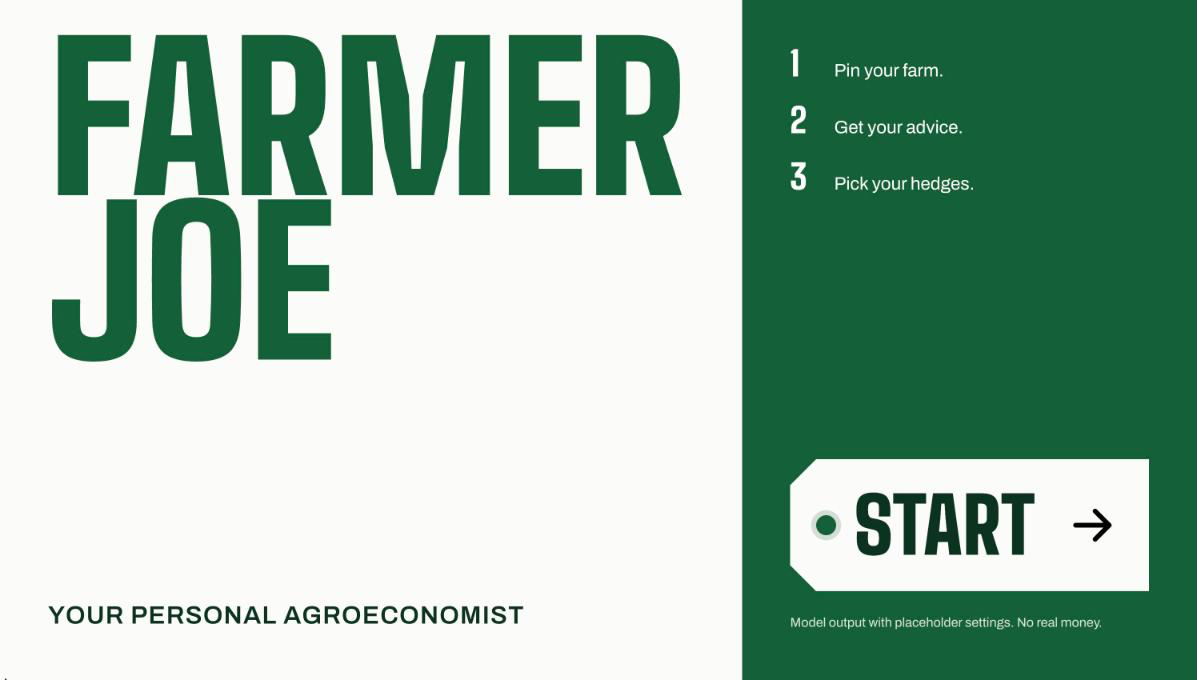 FARMER
JOE
YOUR PERSONAL AGROECONOMIST
1 Pin your farm.
2 Get your advice.
3 Pick your hedges.
START
Model output with placeholder settings. No real money.